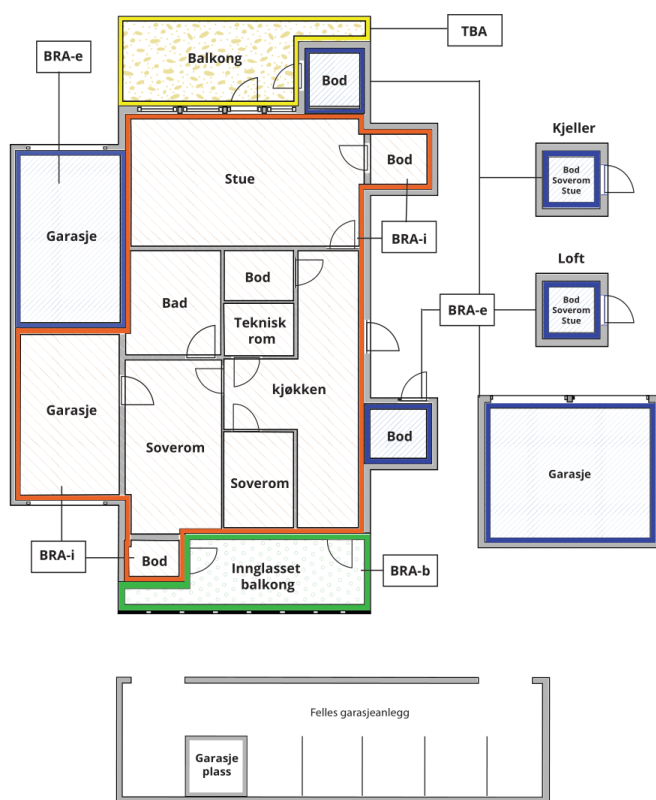 TBA
BRA-e
Balkong
Bod
Kjeller
Stue
Bod
Bod
Soverom
Stue
Garasje
BRA-i
Bod
Loft
Bad
Teknisk
rom
BRA-e
Bod
Soverom
Stue
kjøkken
Garasje
Soverom
Bod
Garasje
Soverom
BRA-i
Bod
Innglasset
balkong
BRA-b
Felles garasjeanlegg
Garasje
plass